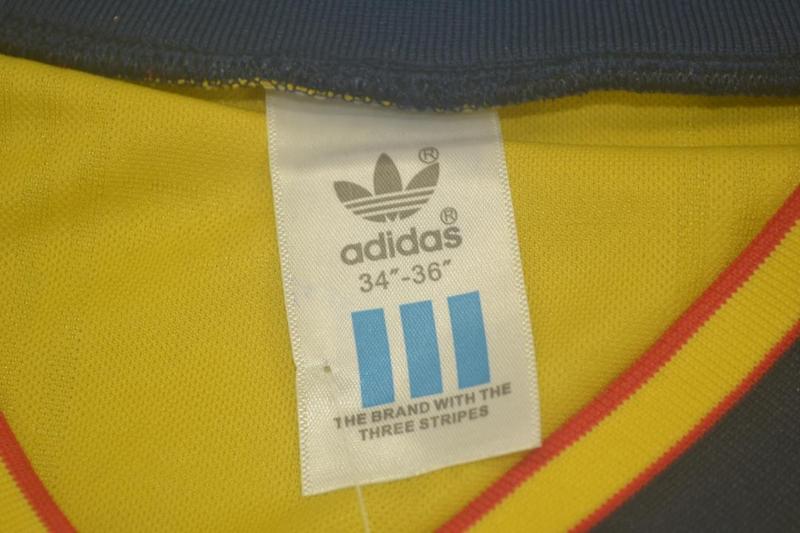 ®
adidas®
34"-36"
THE BRAND WITH THE
THREE STRIPES